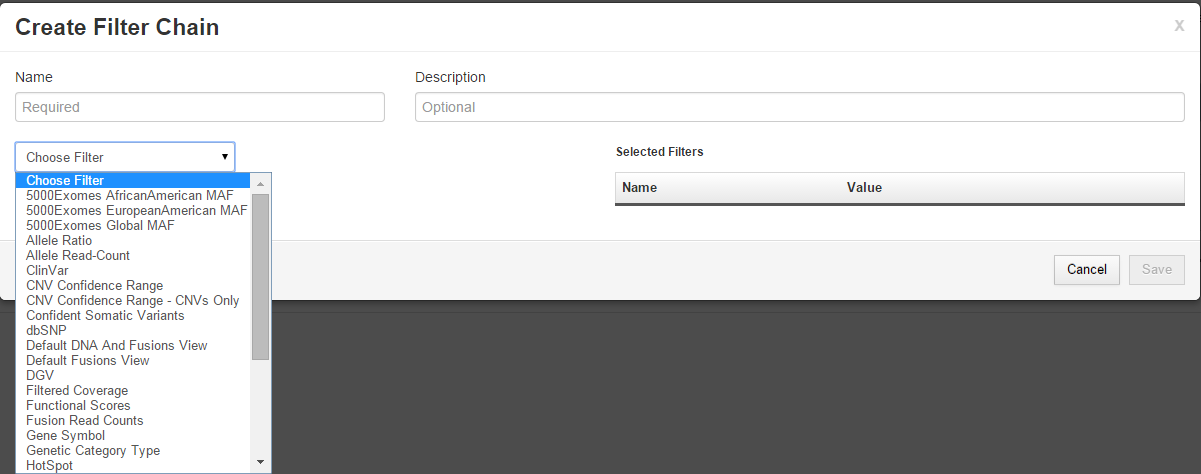 Create Filter Chain
x
Name
Description
Required
Optional
Choose Filter
Selected Filters
Name Value
Choose Filter
5000Exomes AfricanAmerican MAF
5000Exomes EuropeanAmerican MAF
5000Exomes Global MAF
Allele Ratio
Allele Read-Count
ClinVar
CNV Confidence Range
CNV Confidence Range - CNVs Only
Confident Somatic Variants
dbSNP
Default DNA And Fusions View
Default Fusions View
DGV
Filtered Coverage
Functional Scores
Fusion Read Counts
Gene Symbol
Genetic Category Type
HotSpot
Cancel
Save